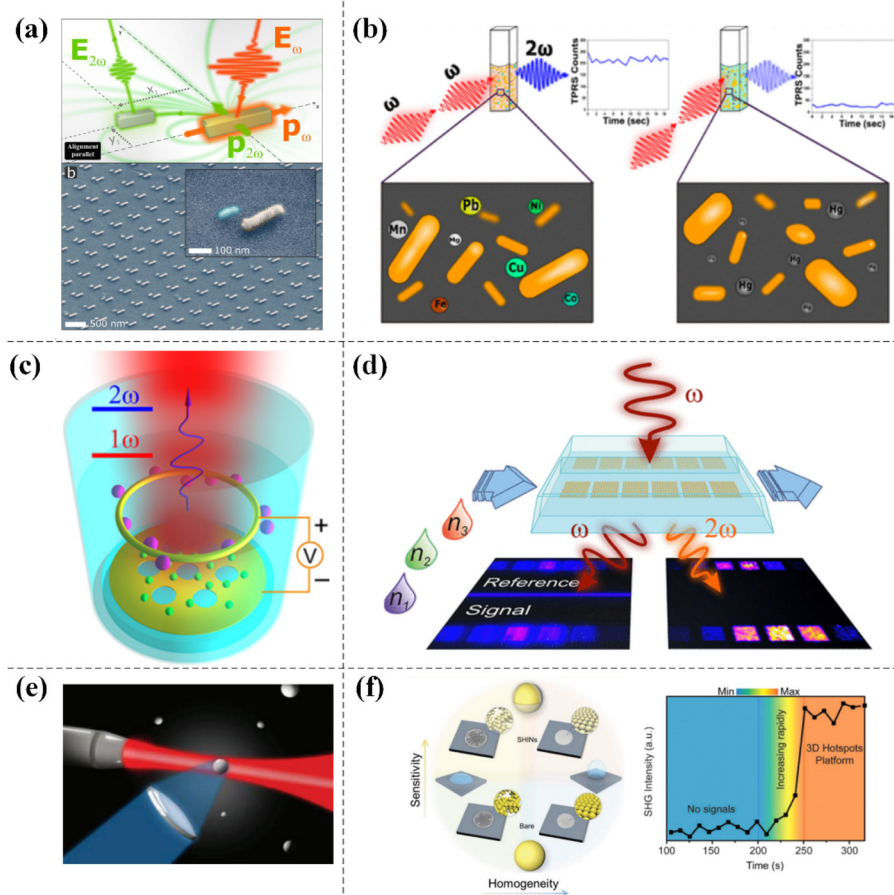 (a)
E2ω
Eω
y
x
X1
y1
pω
p2ω
Alignment
parallel
b
100 nm
500 nm
(b)
ω
ω
2ω
TPRS Counts
Time (sec)
TPRS Counts
Time (sec)
Pb
Ni
Mn
Mg
Cu
Fe
Co
Hg
Hg
Hg
Hg
Hg
(c)
2ω
1ω
+
V
−
(d)
ω
n3
n2
n1
ω
2ω
Reference
Signal
(e)
(f)
Sensitivity
SHINs
Bare
Homogeneity
Min
Max
SHG Intensity (a.u.)
No signals
Increasing rapidly
3D Hotspots
Platform
100 150 200 250 300
Time (s)